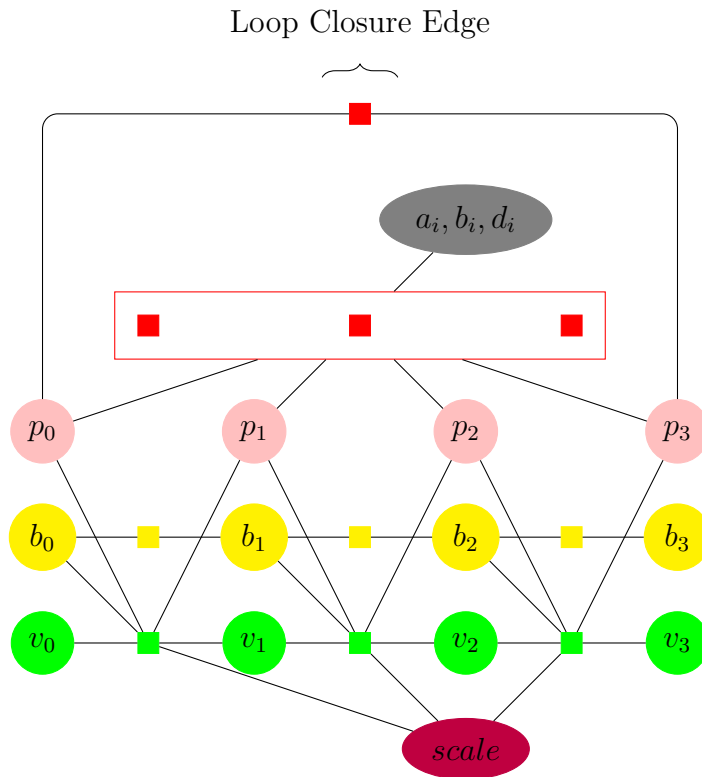 Loop Closure Edge
a_i, b_i, d_i
p_0 p_1 p_2 p_3
b_0 b_1 b_2 b_3
v_0 v_1 v_2 v_3
scale